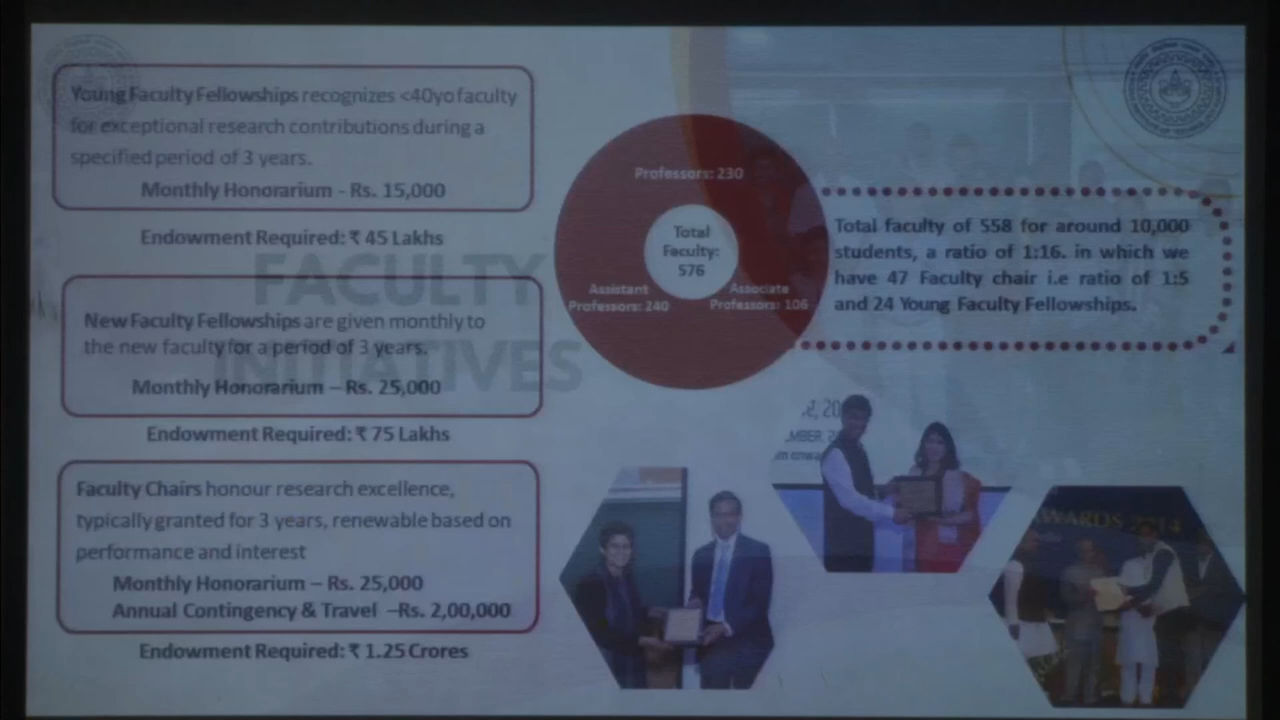 Young Faculty Fellowships recognizes <40yo faculty
for exceptional research contributions during a
specified period of 3 years.
Monthly Honorarium - Rs. 15,000
Endowment Required: ₹ 45 Lakhs
FACULTY
INITIATIVES
New Faculty Fellowships are given monthly to
the new faculty for a period of 3 years.
Monthly Honorarium – Rs. 25,000
Endowment Required: ₹ 75 Lakhs
Faculty Chairs honour research excellence,
typically granted for 3 years, renewable based on
performance and interest
Monthly Honorarium – Rs. 25,000
Annual Contingency & Travel –Rs. 2,00,000
Endowment Required: ₹ 1.25 Crores
Professors: 230
Total
Faculty:
576
Assistant
Professors: 240
Associate
Professors: 106
Total faculty of 558 for around 10,000
students, a ratio of 1:16. in which we
have 47 Faculty chair i.e ratio of 1:5
and 24 Young Faculty Fellowships.
AWARDS 2014